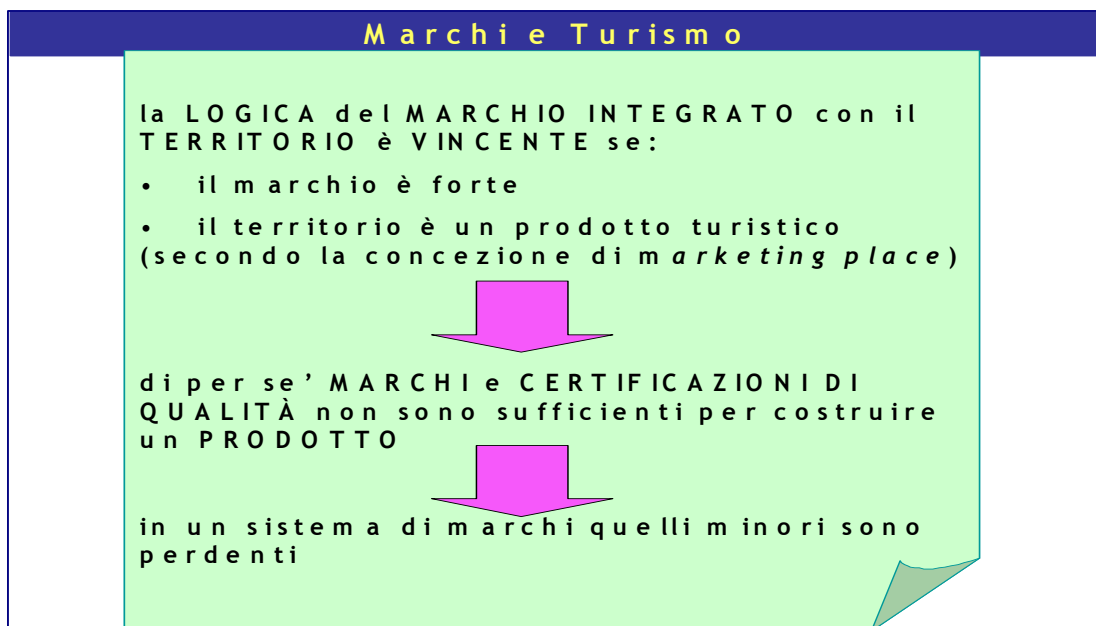 Marchi e Turismo
la LOGICA del MARCHIO INTEGRATO con il
TERRITORIO è VINCENTE se:
• il marchio è forte
• il territorio è un prodotto turistico
(secondo la concezione di marketing place)
di per se’ MARCHI e CERTIFICAZIONI DI
QUALITÀ non sono sufficienti per costruire
un PRODOTTO
in un sistema di marchi quelli minori sono
perdenti